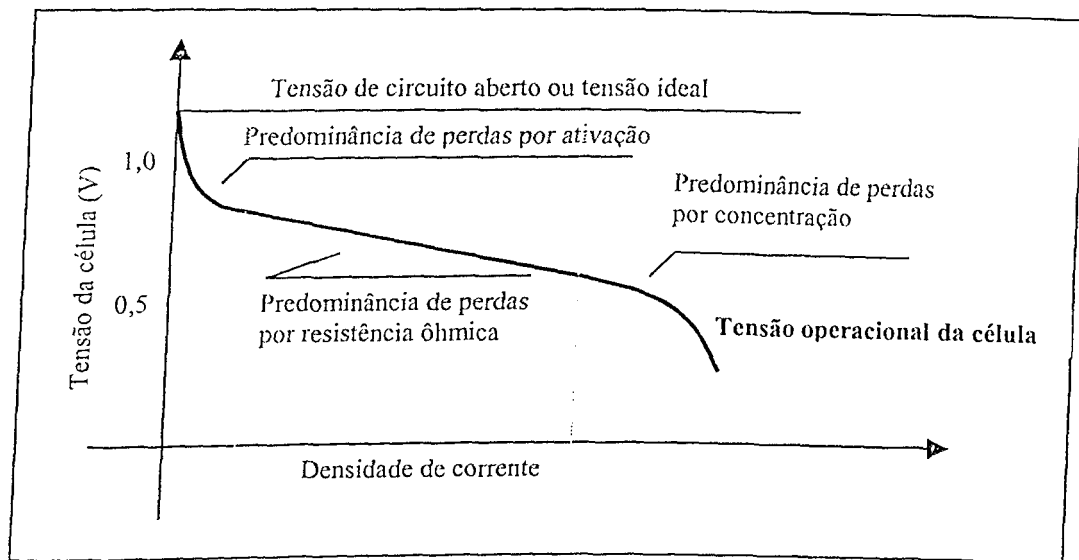 Tensão de circuito aberto ou tensão ideal
Predominância de perdas por ativação
1,0
Predominância de perdas
por concentração
Tensão da célula (V)
0,5
Predominância de perdas
por resistência ôhmica
Tensão operacional da célula
Densidade de corrente